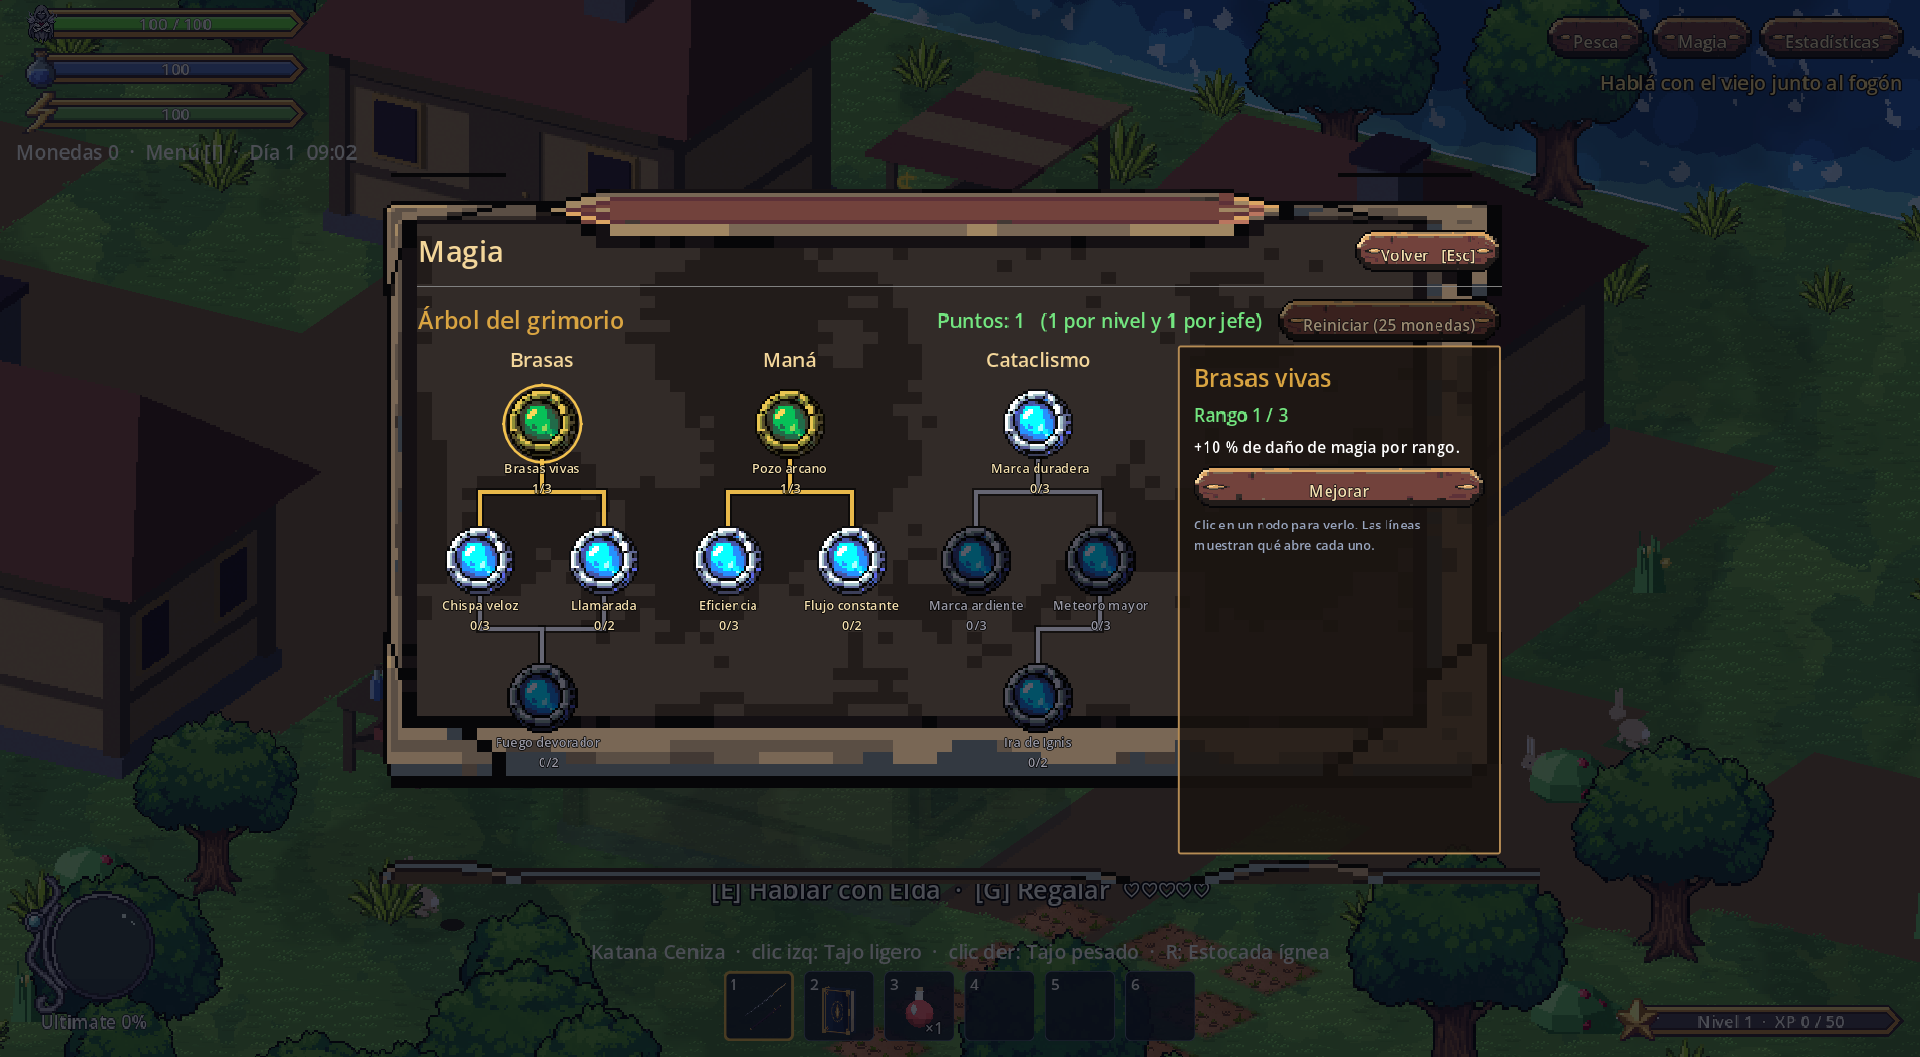 100 / 100
100
100
Monedas 0 · Menú [I] · Día 1 09:02
Pesca
Magia
Estadísticas
Hablá con el viejo junto al fogón
Magia
Volver [Esc]
Árbol del grimorio
Puntos: 1 (1 por nivel y 1 por jefe)
Reiniciar (25 monedas)
Brasas
Maná
Cataclismo
Brasas vivas
1/3
Pozo arcano
1/3
Marca duradera
0/3
Chispa veloz
0/3
Llamarada
0/2
Eficiencia
0/3
Flujo constante
0/2
Marca ardiente
0/3
Meteoro mayor
0/3
Fuego devorador
0/2
Ira de Ignis
0/2
Brasas vivas
Rango 1 / 3
+10 % de daño de magia por rango.
Mejorar
Clic en un nodo para verlo. Las líneas
muestran qué abre cada uno.
[E] Hablar con Elda · [G] Regalar ♡♡♡♡♡
Katana Ceniza · clic izq: Tajo ligero · clic der: Tajo pesado · R: Estocada ígnea
1
2
3
×1
4
5
6
Ultimate 0%
Nivel 1 · XP 0 / 50